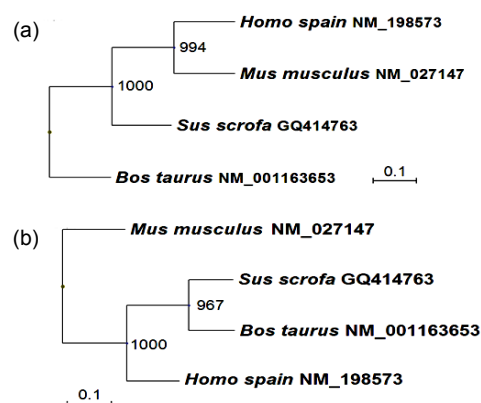 (a)
Homo spain NM_198573
994
Mus musculus NM_027147
1000
Sus scrofa GQ414763
Bos taurus NM_001163653
0.1
(b)
Mus musculus NM_027147
Sus scrofa GQ414763
967
Bos taurus NM_001163653
1000
Homo spain NM_198573
0.1